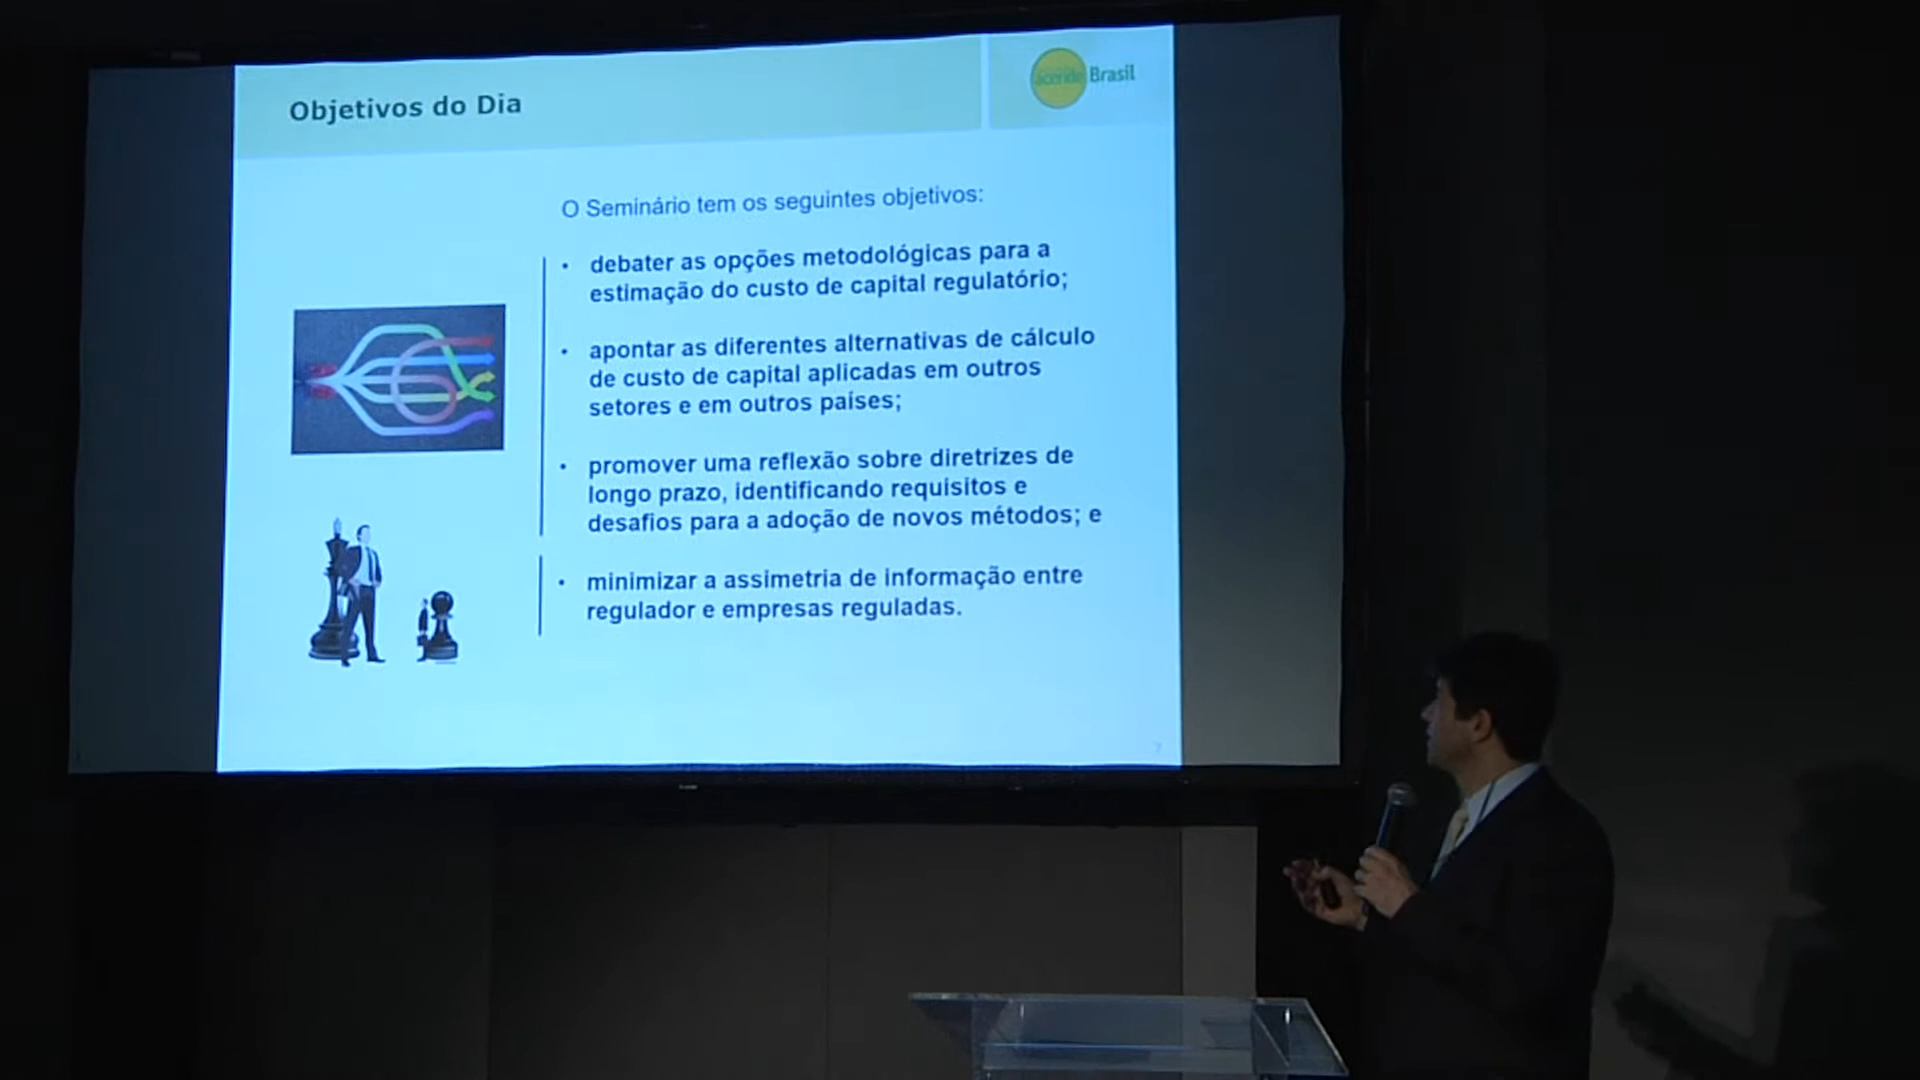 Objetivos do Dia
acende Brasil
O Seminário tem os seguintes objetivos:
• debater as opções metodológicas para a
estimação do custo de capital regulatório;
• apontar as diferentes alternativas de cálculo
de custo de capital aplicadas em outros
setores e em outros países;
• promover uma reflexão sobre diretrizes de
longo prazo, identificando requisitos e
desafios para a adoção de novos métodos; e
• minimizar a assimetria de informação entre
regulador e empresas reguladas.
7